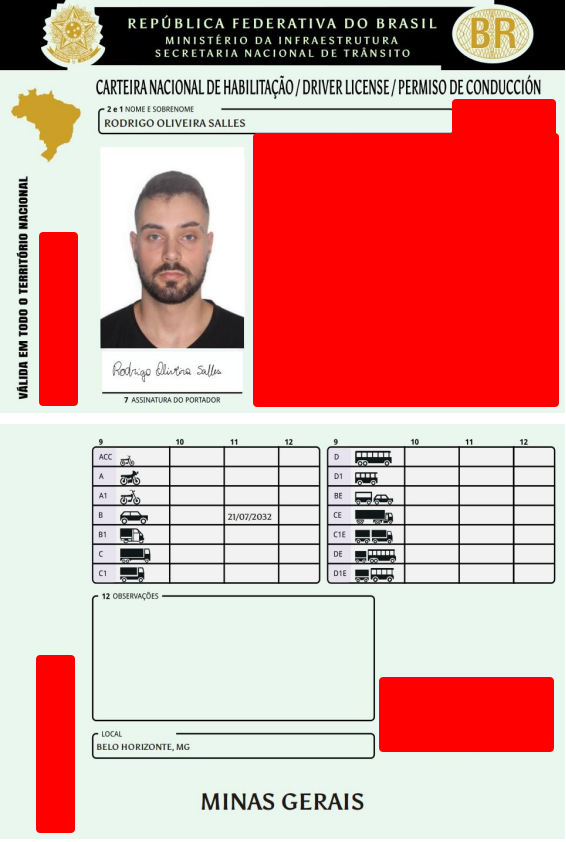 REPÚBLICA FEDERATIVA DO BRASIL
MINISTÉRIO DA INFRAESTRUTURA
SECRETARIA NACIONAL DE TRÂNSITO
BR
CARTEIRA NACIONAL DE HABILITAÇÃO / DRIVER LICENSE / PERMISO DE CONDUCCIÓN
2 e 1 NOME E SOBRENOME
RODRIGO OLIVEIRA SALLES
VÁLIDA EM TODO O TERRITÓRIO NACIONAL
Rodrigo Oliveira Salles
7 ASSINATURA DO PORTADOR
9 10 11 12 9 10 11 12
ACC D
A D1
A1 BE
B 21/07/2032 CE
B1 C1E
C DE
C1 D1E
12 OBSERVAÇÕES
LOCAL
BELO HORIZONTE, MG
MINAS GERAIS